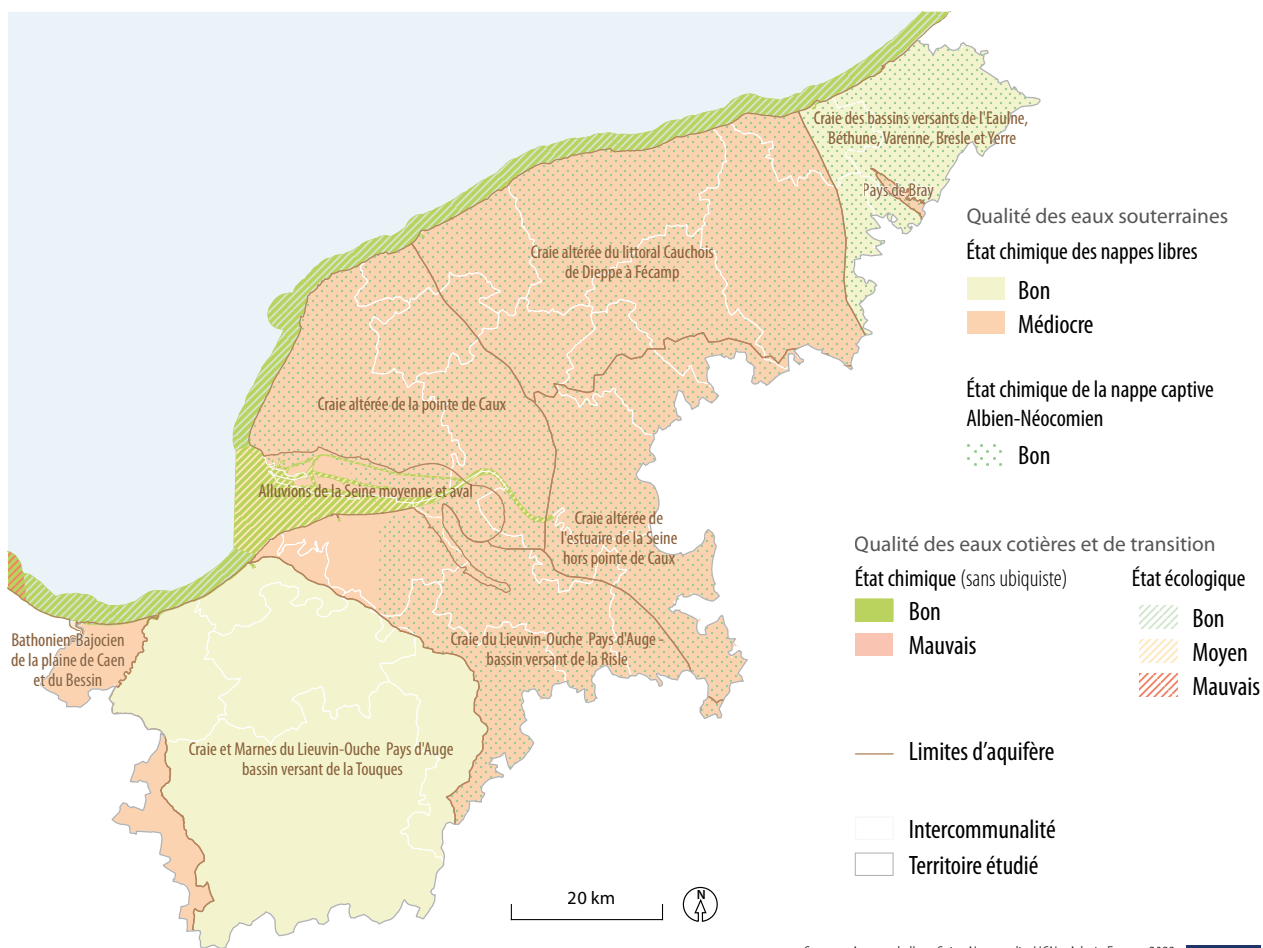 Craie des bassins versants de l'Eaulne,
Béthune, Varenne, Bresle et Yerre
Pays de Bray
Craie altérée du littoral Cauchois
de Dieppe à Fécamp
Craie altérée de la pointe de Caux
Alluvions de la Seine moyenne et aval
Craie altérée de
l'estuaire de la Seine
hors pointe de Caux
Bathonien-Bajocien
de la plaine de Caen
et du Bessin
Craie du Lieuvin-Ouche Pays d'Auge -
bassin versant de la Risle
Craie et Marnes du Lieuvin-Ouche Pays d'Auge
bassin versant de la Touques
Qualité des eaux souterraines
État chimique des nappes libres
Bon
Médiocre
État chimique de la nappe captive
Albien-Néocomien
Bon
Qualité des eaux cotières et de transition
État chimique (sans ubiquiste)
Bon
Mauvais
État écologique
Bon
Moyen
Mauvais
Limites d'aquifère
Intercommunalité
Territoire étudié
20 km
N